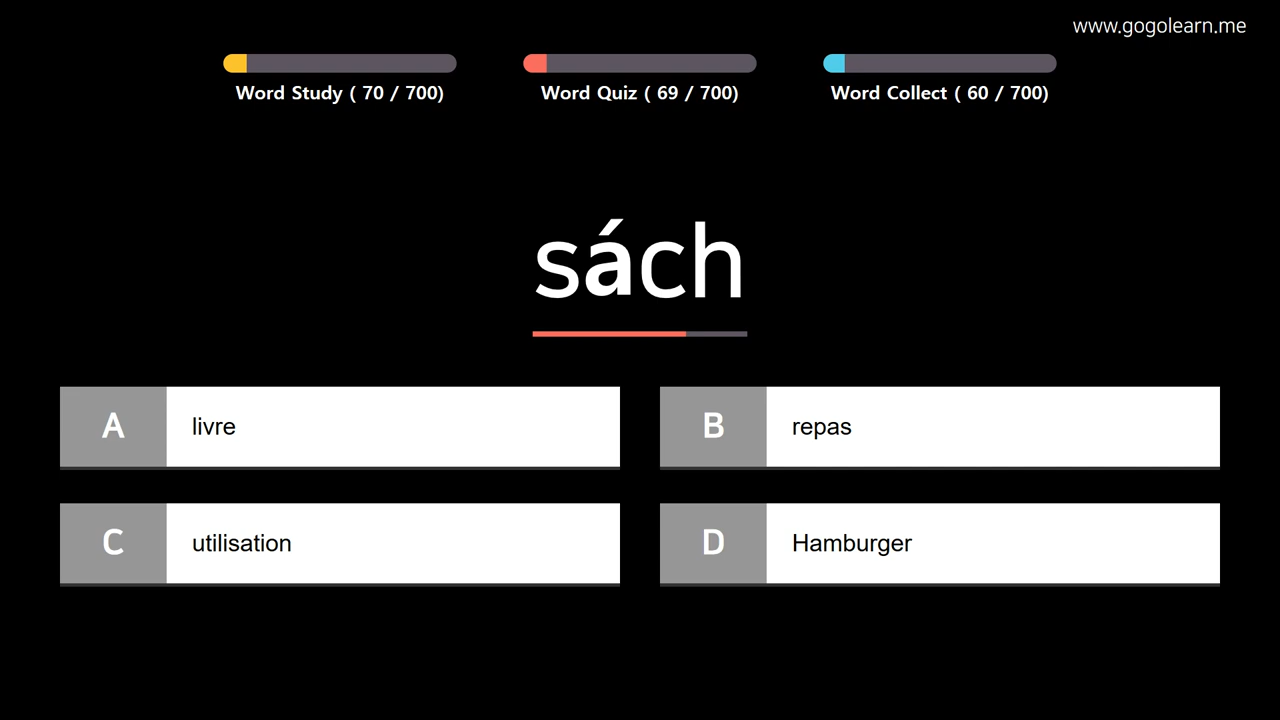 www.gogolearn.me
Word Study ( 70 / 700)
Word Quiz ( 69 / 700)
Word Collect ( 60 / 700)
sách
A livre
B repas
C utilisation
D Hamburger